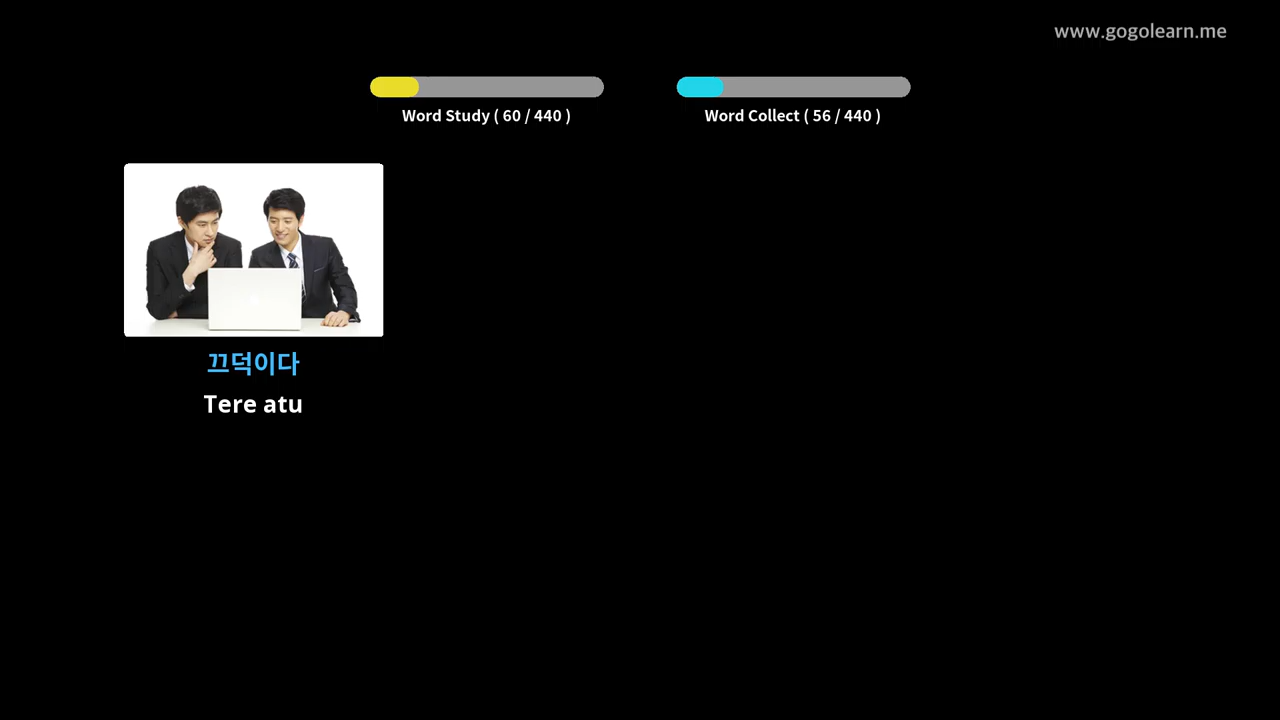 www.gogolearn.me
Word Study ( 60 / 440 )
Word Collect ( 56 / 440 )
끄덕이다
Tere atu